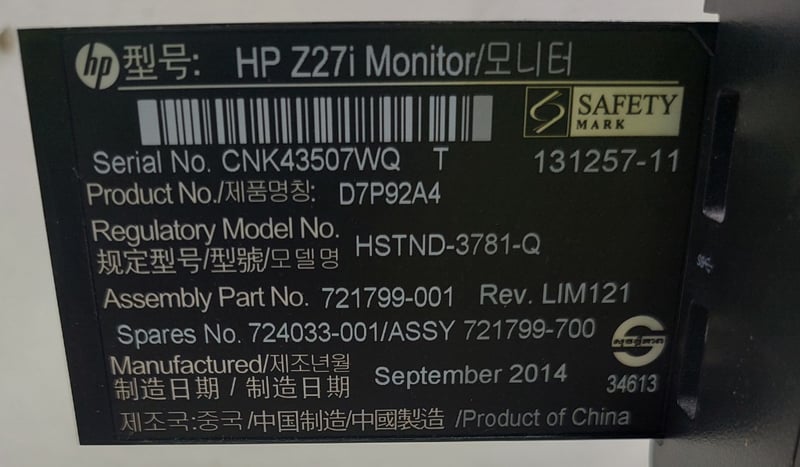 hp 型号: HP Z27i Monitor/모니터
SAFETY
MARK
Serial No. CNK43507WQ T 131257-11
Product No./제품명칭: D7P92A4
Regulatory Model No.
规定型号/型號/모델명 HSTND-3781-Q
Assembly Part No. 721799-001 Rev. LIM121
Spares No. 724033-001/ASSY 721799-700
Manufactured/제조년월
制造日期 / 製造日期 September 2014
34613
제조국:중국/中国制造/中國製造 /Product of China